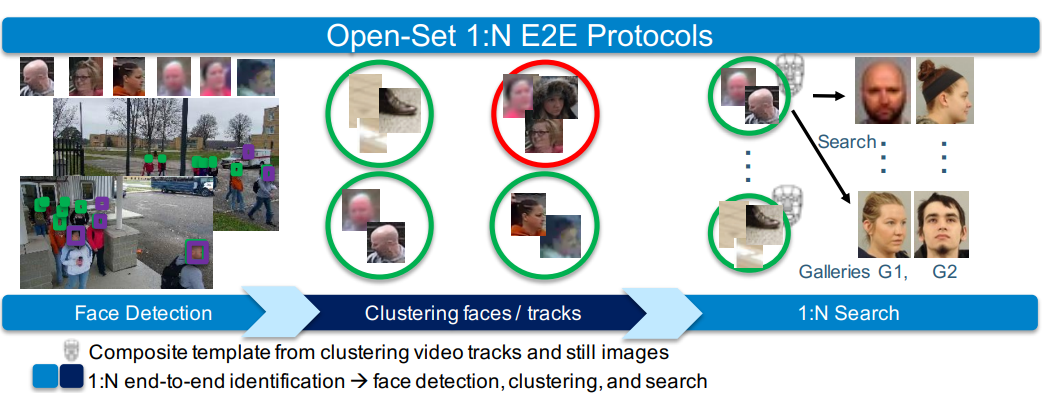 Open-Set 1:N E2E Protocols
Search
Galleries G1, G2
Face Detection
Clustering faces / tracks
1:N Search
Composite template from clustering video tracks and still images
1:N end-to-end identification → face detection, clustering, and search